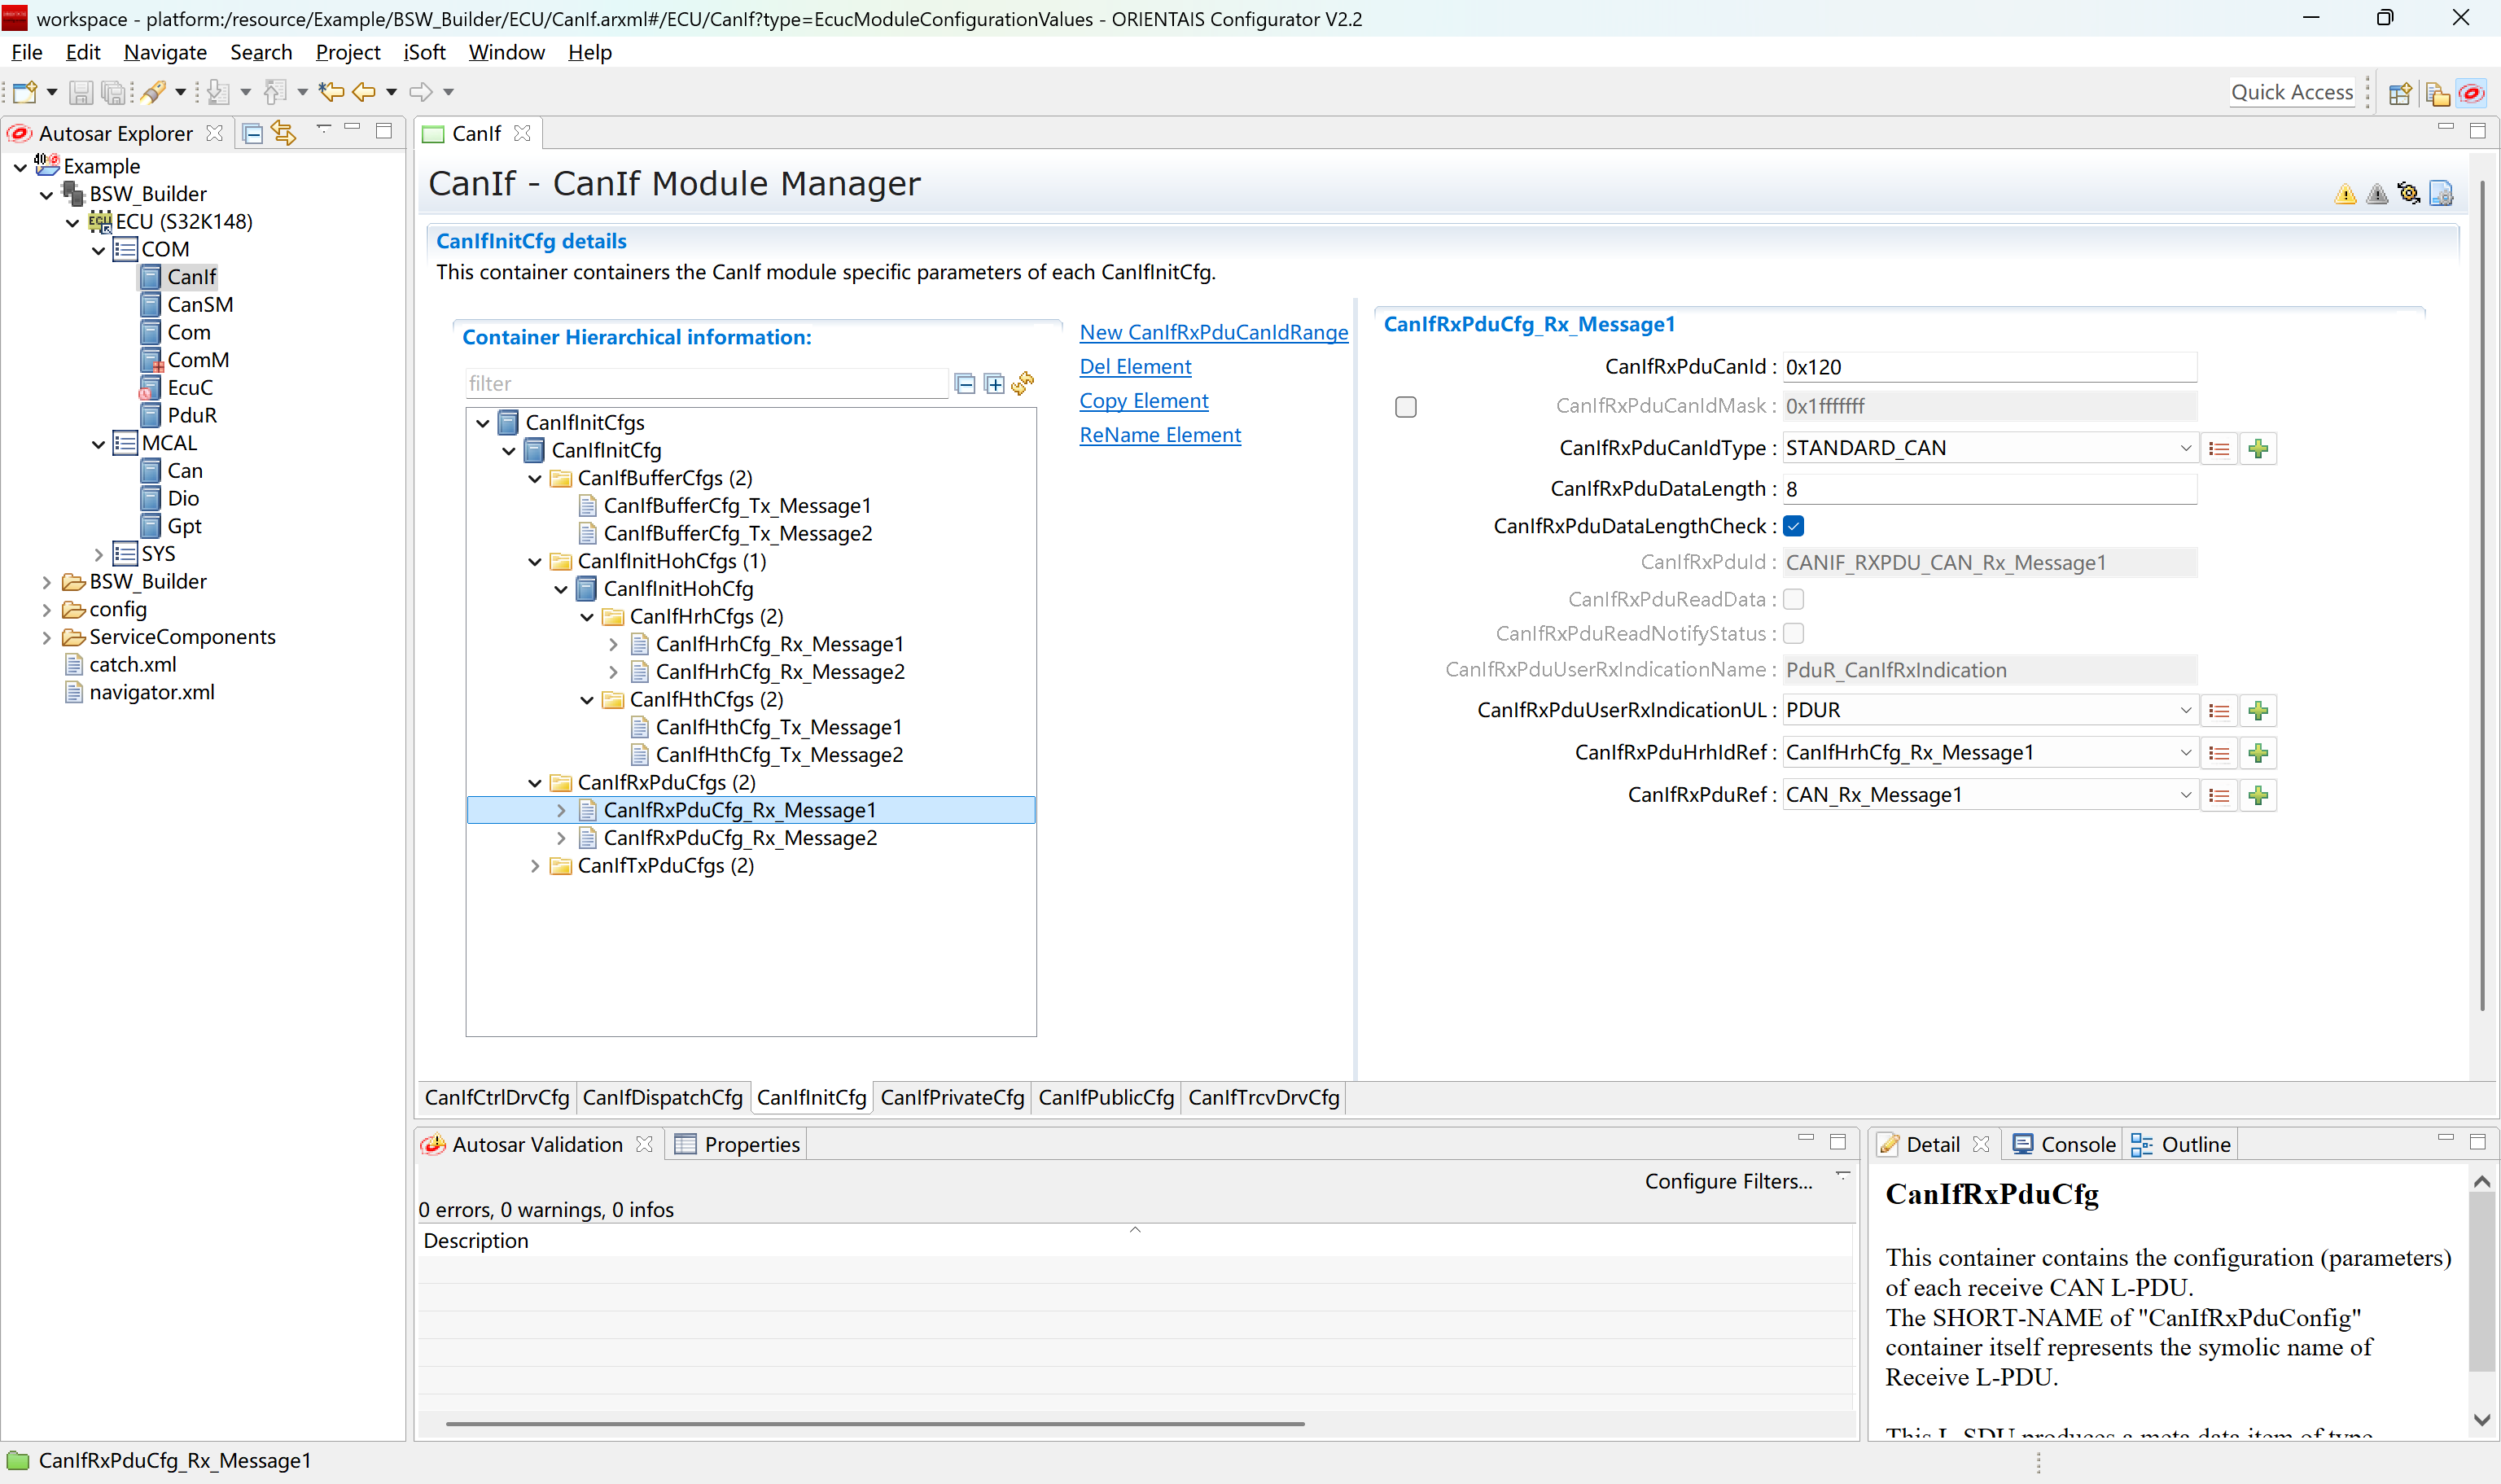 workspace - platform:/resource/Example/BSW_Builder/ECU/CanIf.arxml#/ECU/CanIf?type=EcucModuleConfigurationValues - ORIENTAIS Configurator V2.2
File Edit Navigate Search Project iSoft Window Help
Quick Access
Autosar Explorer
Example
BSW_Builder
ECU (S32K148)
COM
CanIf
CanSM
Com
ComM
EcuC
PduR
MCAL
Can
Dio
Gpt
SYS
BSW_Builder
config
ServiceComponents
catch.xml
navigator.xml
CanIf
CanIf - CanIf Module Manager
CanIfInitCfg details
This container containers the CanIf module specific parameters of each CanIfInitCfg.
Container Hierarchical information:
filter
CanIfInitCfgs
CanIfInitCfg
CanIfBufferCfgs (2)
CanIfBufferCfg_Tx_Message1
CanIfBufferCfg_Tx_Message2
CanIfInitHohCfgs (1)
CanIfInitHohCfg
CanIfHrhCfgs (2)
CanIfHrhCfg_Rx_Message1
CanIfHrhCfg_Rx_Message2
CanIfHthCfgs (2)
CanIfHthCfg_Tx_Message1
CanIfHthCfg_Tx_Message2
CanIfRxPduCfgs (2)
CanIfRxPduCfg_Rx_Message1
CanIfRxPduCfg_Rx_Message2
CanIfTxPduCfgs (2)
New CanIfRxPduCanIdRange
Del Element
Copy Element
ReName Element
CanIfRxPduCfg_Rx_Message1
CanIfRxPduCanId : 0x120
CanIfRxPduCanIdMask : 0x1fffffff
CanIfRxPduCanIdType : STANDARD_CAN
CanIfRxPduDataLength : 8
CanIfRxPduDataLengthCheck :
CanIfRxPduId : CANIF_RXPDU_CAN_Rx_Message1
CanIfRxPduReadData :
CanIfRxPduReadNotifyStatus :
CanIfRxPduUserRxIndicationName : PduR_CanIfRxIndication
CanIfRxPduUserRxIndicationUL : PDUR
CanIfRxPduHrhIdRef : CanIfHrhCfg_Rx_Message1
CanIfRxPduRef : CAN_Rx_Message1
CanIfCtrlDrvCfg CanIfDispatchCfg CanIfInitCfg CanIfPrivateCfg CanIfPublicCfg CanIfTrcvDrvCfg
Autosar Validation Properties
Configure Filters...
0 errors, 0 warnings, 0 infos
Description
Detail Console Outline
CanIfRxPduCfg
This container contains the configuration (parameters)
of each receive CAN L-PDU.
The SHORT-NAME of "CanIfRxPduConfig"
container itself represents the symolic name of
Receive L-PDU.
This L-SDU produces a meta data item of type
CanIfRxPduCfg_Rx_Message1